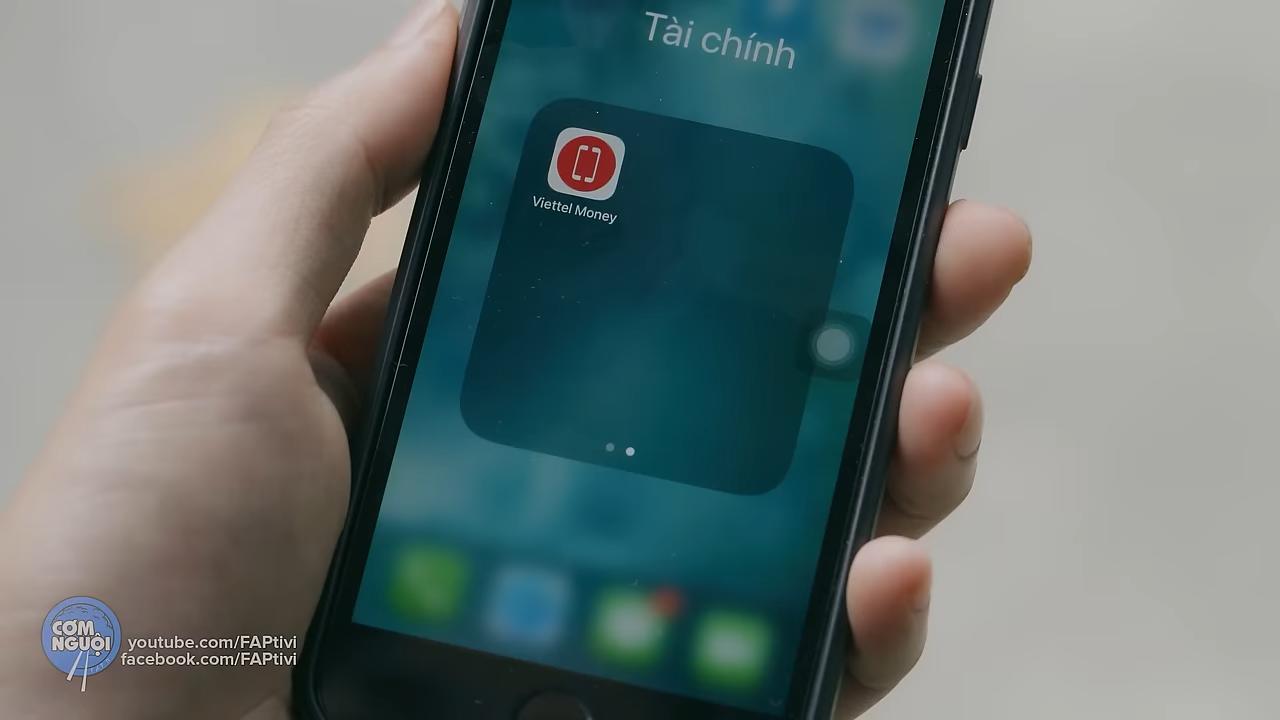 Tài chính
Viettel Money
CƠM
NGUỘI
youtube.com/FAPtivi
facebook.com/FAPtivi